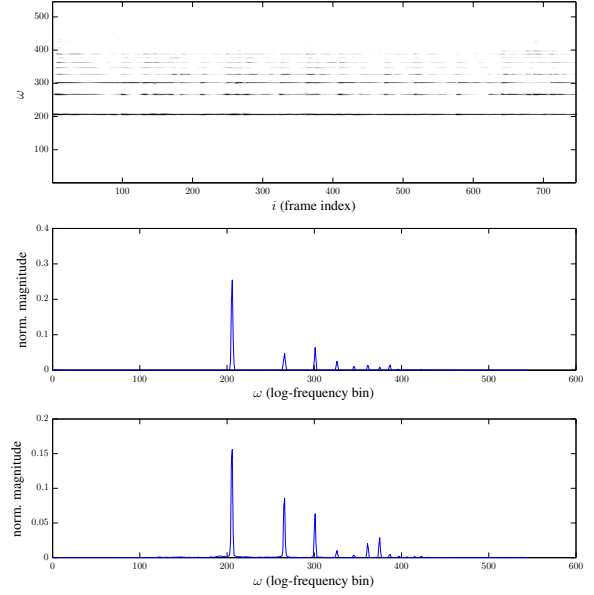 500
400
300
200
100
ω
100 200 300 400 500 600 700
i (frame index)
0.4
0.3
0.2
0.1
0
norm. magnitude
0 100 200 300 400 500 600
ω (log-frequency bin)
0.2
0.15
0.1
0.05
0
norm. magnitude
0 100 200 300 400 500 600
ω (log-frequency bin)